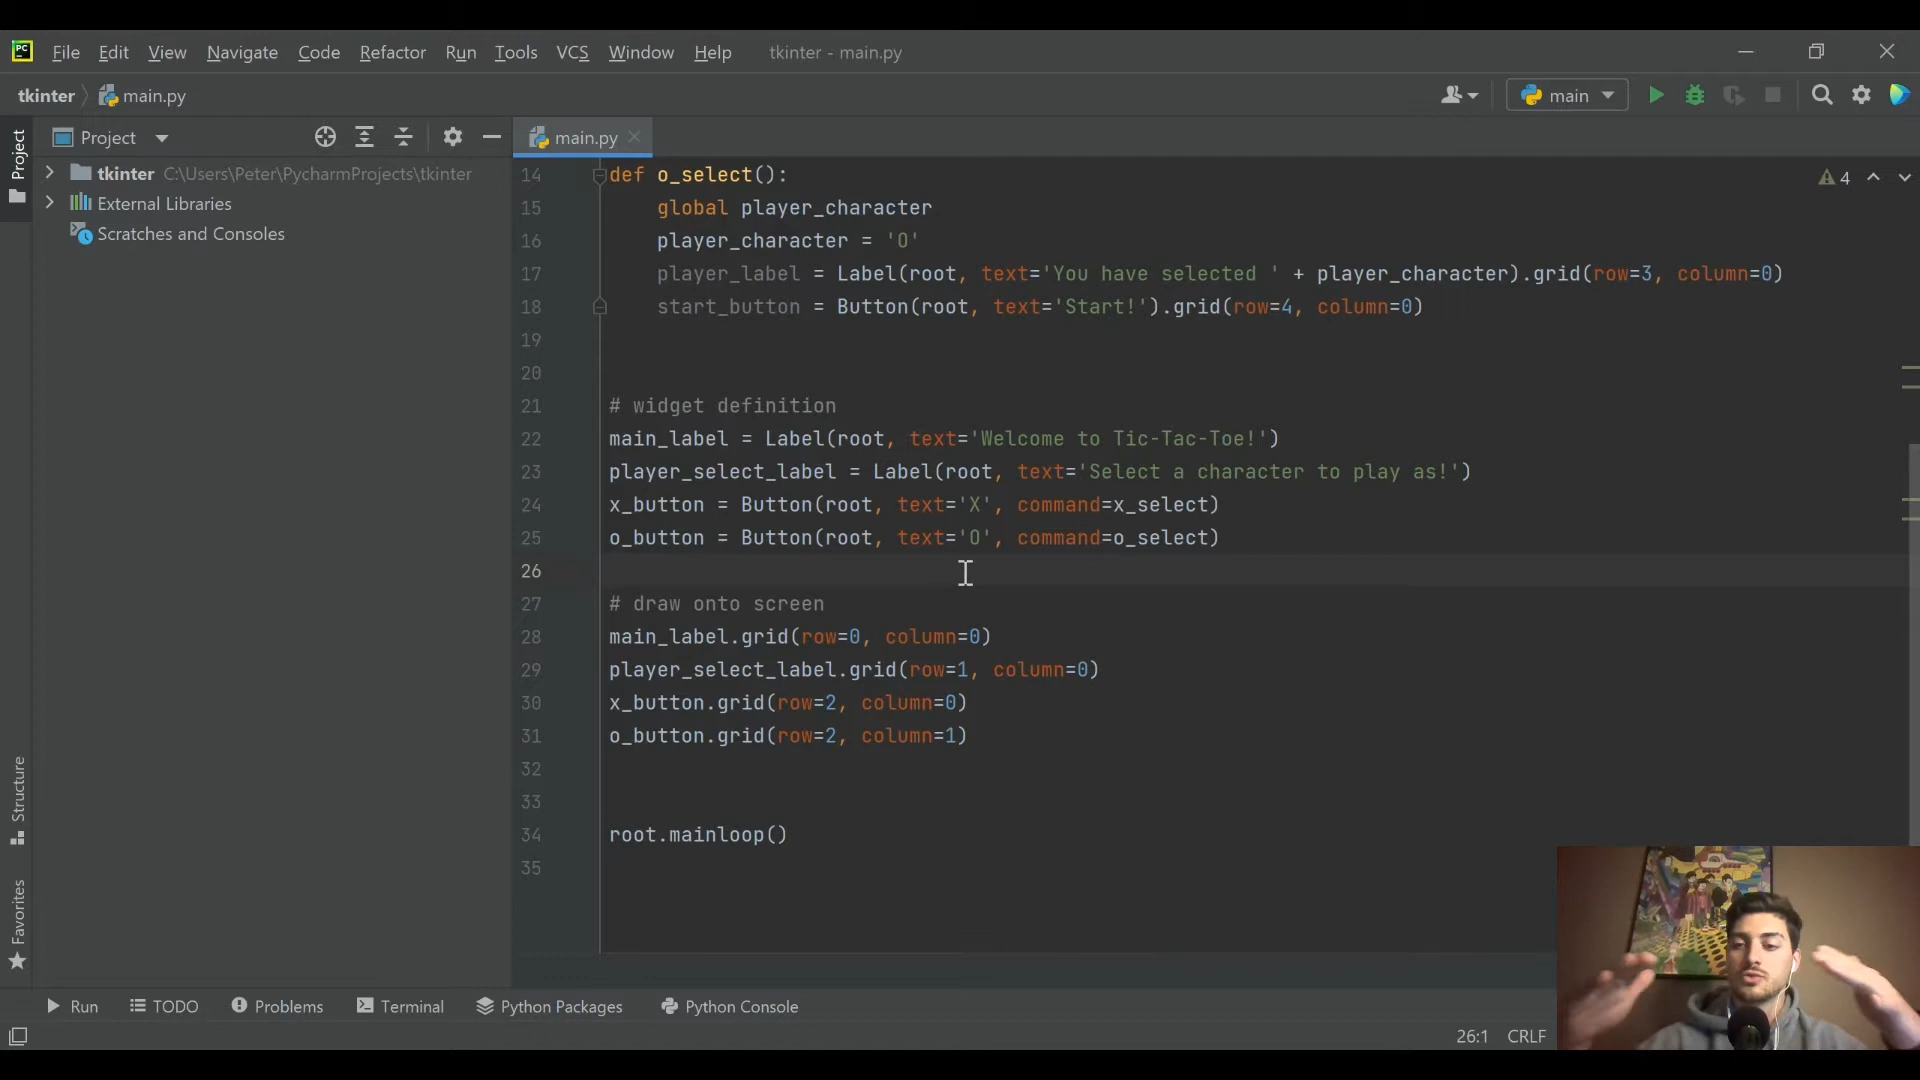 PC File Edit View Navigate Code Refactor Run Tools VCS Window Help tkinter - main.py
tkinter main.py main
Project
Project main.py
tkinter C:\Users\Peter\PycharmProjects\tkinter
External Libraries
Scratches and Consoles
4
14 def o_select():
15 global player_character
16 player_character = 'O'
17 player_label = Label(root, text='You have selected ' + player_character).grid(row=3, column=0)
18 start_button = Button(root, text='Start!').grid(row=4, column=0)
19
20
21 # widget definition
22 main_label = Label(root, text='Welcome to Tic-Tac-Toe!')
23 player_select_label = Label(root, text='Select a character to play as!')
24 x_button = Button(root, text='X', command=x_select)
25 o_button = Button(root, text='O', command=o_select)
26
27 # draw onto screen
28 main_label.grid(row=0, column=0)
29 player_select_label.grid(row=1, column=0)
30 x_button.grid(row=2, column=0)
31 o_button.grid(row=2, column=1)
32
33
34 root.mainloop()
35
Structure
Favorites
Run TODO Problems Terminal Python Packages Python Console
26:1 CRLF